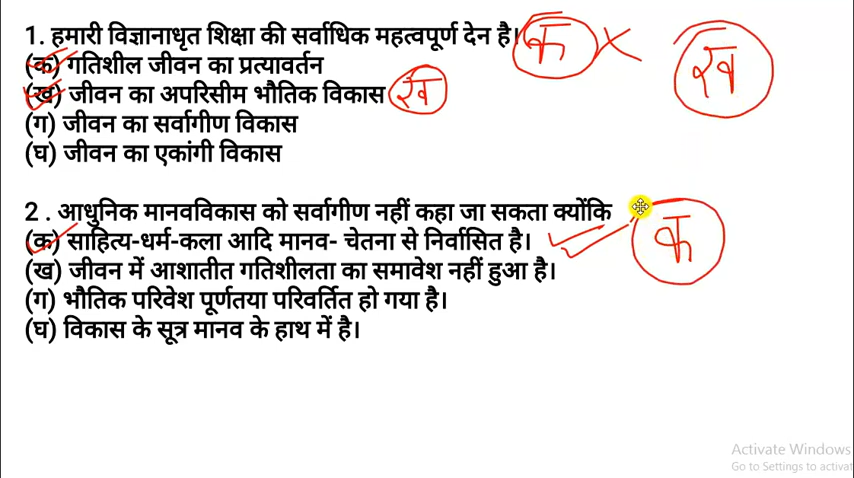 1. हमारी विज्ञानाधृत शिक्षा की सर्वाधिक महत्वपूर्ण देन है। क ख
(क) गतिशील जीवन का प्रत्यावर्तन
(ख) जीवन का अपरिसीम भौतिक विकास ख
(ग) जीवन का सर्वागीण विकास
(घ) जीवन का एकांगी विकास
2 . आधुनिक मानवविकास को सर्वागीण नहीं कहा जा सकता क्योंकि
(क) साहित्य-धर्म-कला आदि मानव- चेतना से निर्वासित है। क
(ख) जीवन में आशातीत गतिशीलता का समावेश नहीं हुआ है।
(ग) भौतिक परिवेश पूर्णतया परिवर्तित हो गया है।
(घ) विकास के सूत्र मानव के हाथ में है।
Activate Windows
Go to Settings to activat